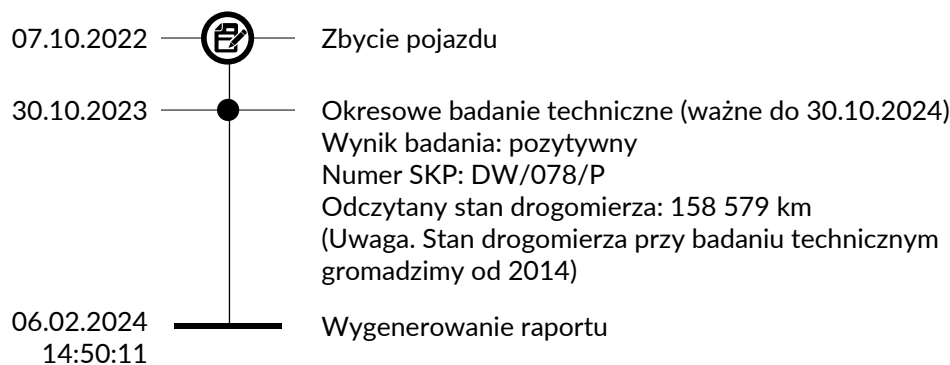 07.10.2022 Zbycie pojazdu
30.10.2023 Okresowe badanie techniczne (ważne do 30.10.2024)
Wynik badania: pozytywny
Numer SKP: DW/078/P
Odczytany stan drogomierza: 158 579 km
(Uwaga. Stan drogomierza przy badaniu technicznym
gromadzimy od 2014)
06.02.2024 Wygenerowanie raportu
14:50:11